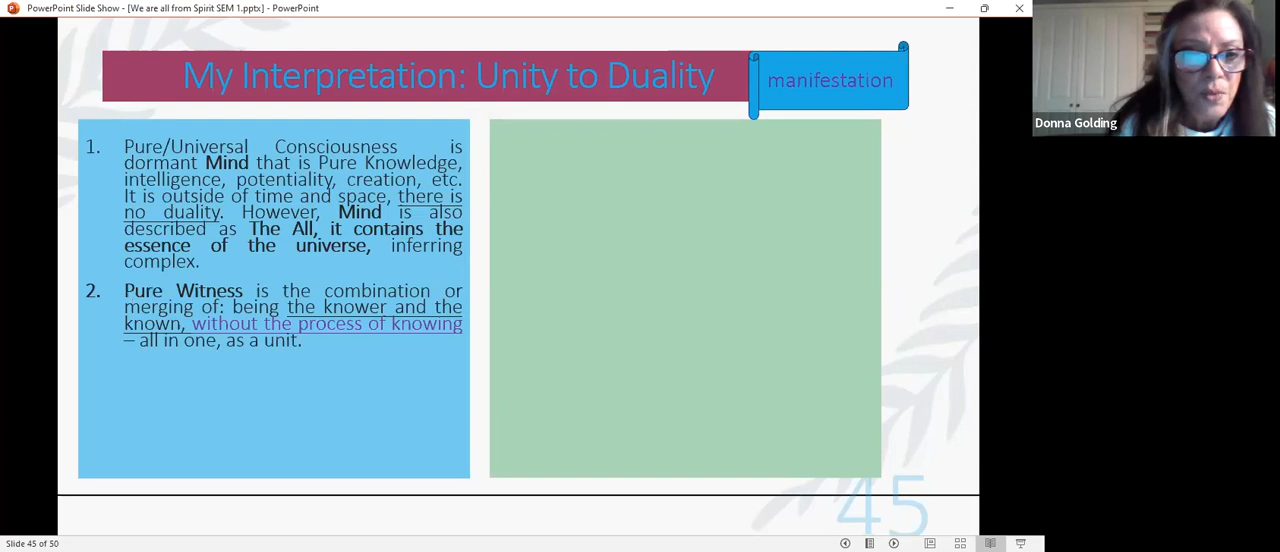 PowerPoint Slide Show - [We are all from Spirit SEM 1.pptx] - PowerPoint
My Interpretation: Unity to Duality
manifestation
Donna Golding
1. Pure/Universal Consciousness is
dormant Mind that is Pure Knowledge,
intelligence, potentiality, creation, etc.
It is outside of time and space, there is
no duality. However, Mind is also
described as The All, it contains the
essence of the universe, inferring
complex.
2. Pure Witness is the combination or
merging of: being the knower and the
known, without the process of knowing
– all in one, as a unit.
45
Slide 45 of 50